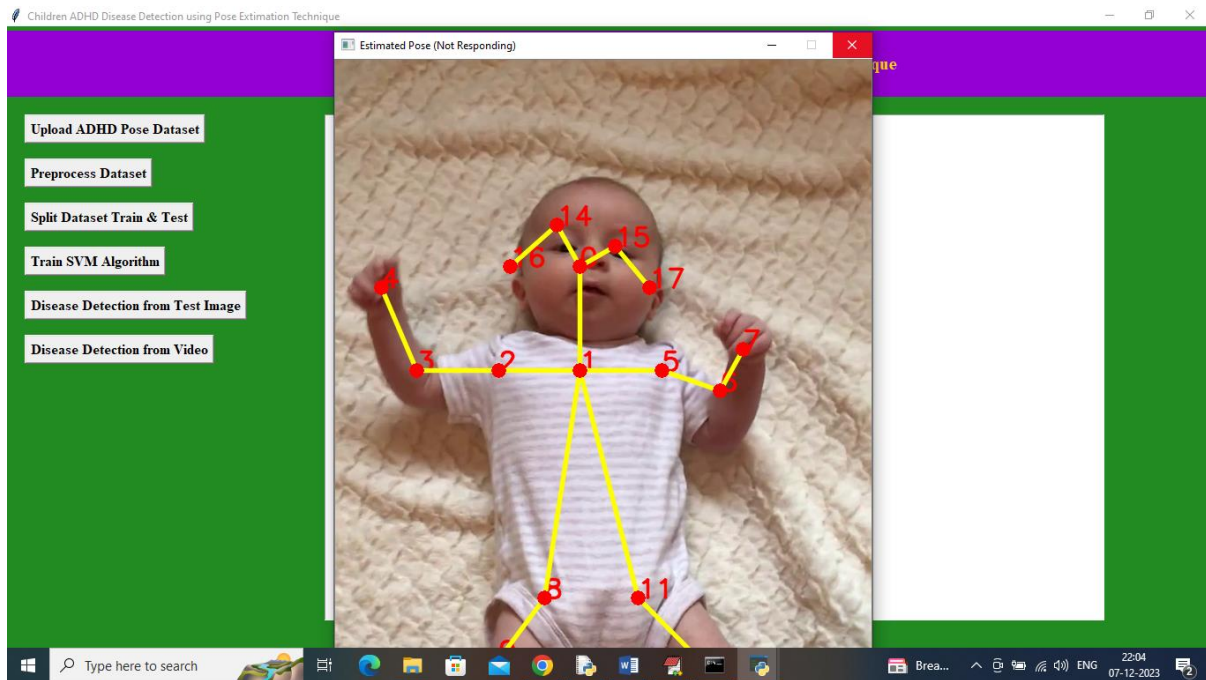 Children ADHD Disease Detection using Pose Extimation Technique
Estimated Pose (Not Responding)
que
Upload ADHD Pose Dataset
Preprocess Dataset
Split Dataset Train & Test
Train SVM Algorithm
Disease Detection from Test Image
Disease Detection from Video
14
15
16
0
17
4
7
3
2
1
5
6
8
11
Type here to search
Brea...
ENG
22:04
07-12-2023
2